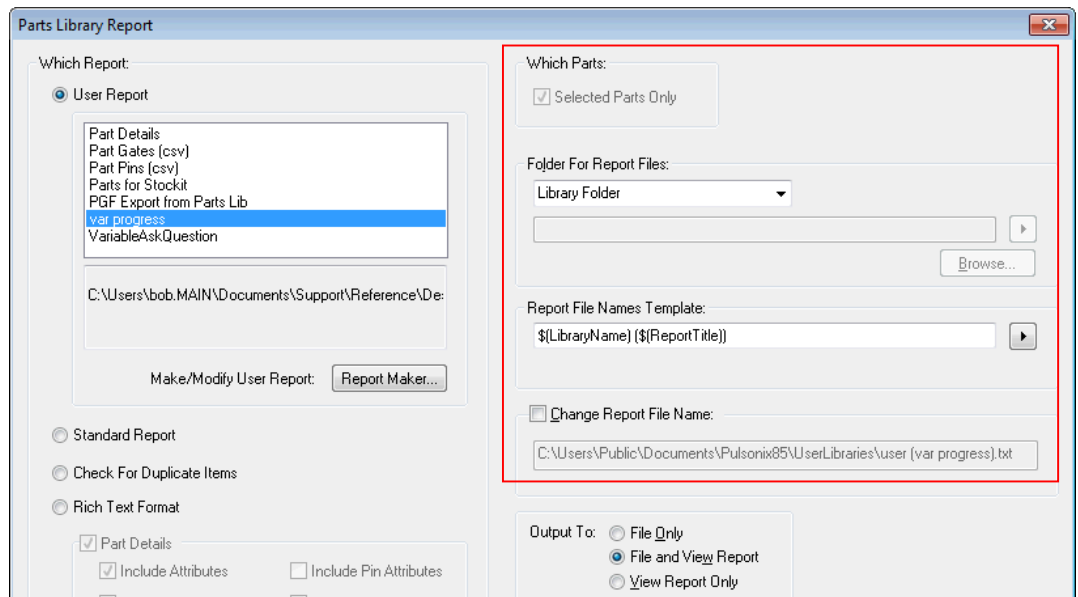 Parts Library Report
Which Report:
User Report
Part Details
Part Gates (csv)
Part Pins (csv)
Parts for Stockit
PGF Export from Parts Lib
var progress
VariableAskQuestion
C:\Users\bob.MAIN\Documents\Support\Reference\De
Make/Modify User Report:
Report Maker...
Standard Report
Check For Duplicate Items
Rich Text Format
Part Details
Include Attributes
Include Pin Attributes
Which Parts:
Selected Parts Only
Folder For Report Files:
Library Folder
Browse...
Report File Names Template:
$(LibraryName) ($(ReportTitle))
Change Report File Name:
C:\Users\Public\Documents\Pulsonix85\UserLibraries\user (var progress).txt
Output To:
File Only
File and View Report
View Report Only